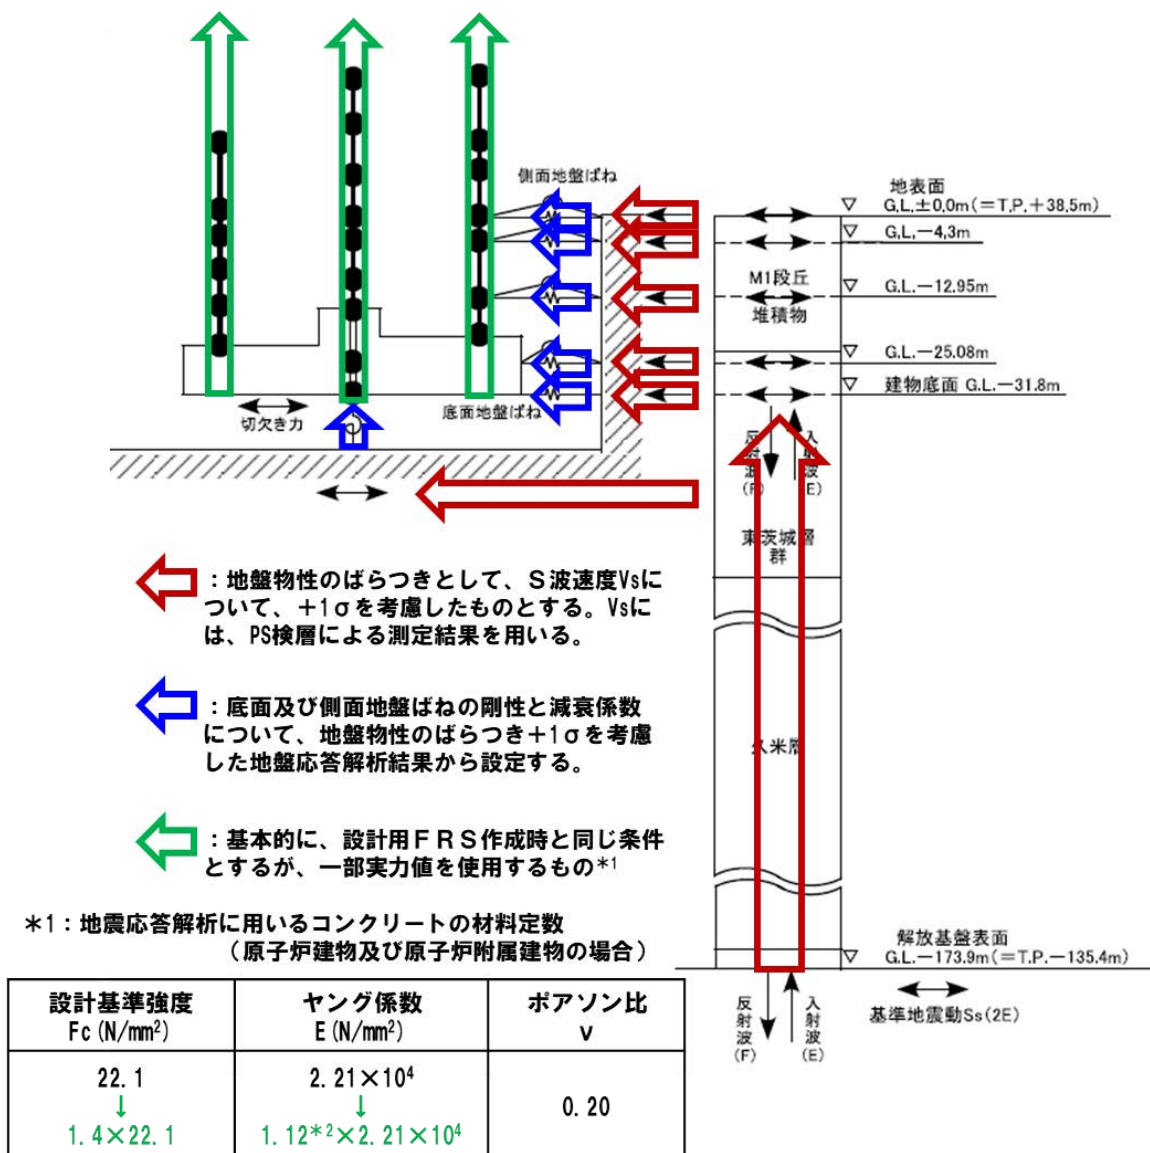 側面地盤ばね
地表面
G.L.±0.0m(=T.P.+38.5m)
G.L.-4.3m
M1段丘
堆積物
G.L.-12.95m
G.L.-25.08m
建物底面 G.L.-31.8m
切欠き力
底面地盤ばね
反射波(F)
入射波(E)
東茨城層
群
:地盤物性のばらつきとして、S波速度Vsに
ついて、+1σを考慮したものとする。Vsに
は、PS検層による測定結果を用いる。
:底面及び側面地盤ばねの剛性と減衰係数
について、地盤物性のばらつき+1σを考慮
した地盤応答解析結果から設定する。
久米層
:基本的に、設計用FRS作成時と同じ条件
とするが、一部実力値を使用するもの*1
*1:地震応答解析に用いるコンクリートの材料定数
(原子炉建物及び原子炉附属建物の場合)
解放基盤表面
G.L.-173.9m(=T.P.-135.4m)
基準地震動Ss(2E)
反射波(F)
入射波(E)
設計基準強度 ヤング係数 ポアソン比
Fc(N/mm²) E(N/mm²) ν
22.1 2.21×10⁴ 0.20
↓ ↓
1.4×22.1 1.12*²×2.21×10⁴